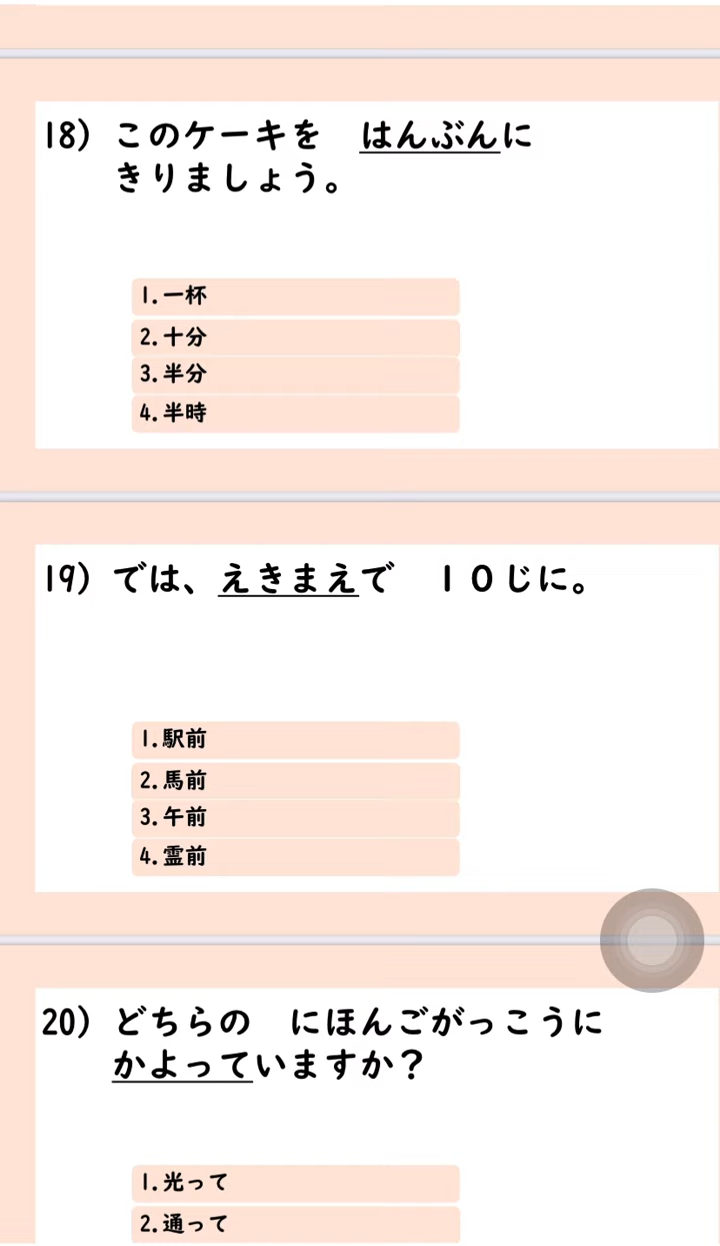 18) このケーキを　はんぶんに
きりましょう。
1. 一杯
2. 十分
3. 半分
4. 半時
19) では、えきまえで　１０じに。
1. 駅前
2. 馬前
3. 午前
4. 霊前
20) どちらの　にほんごがっこうに
かよっていますか？
1. 光って
2. 通って